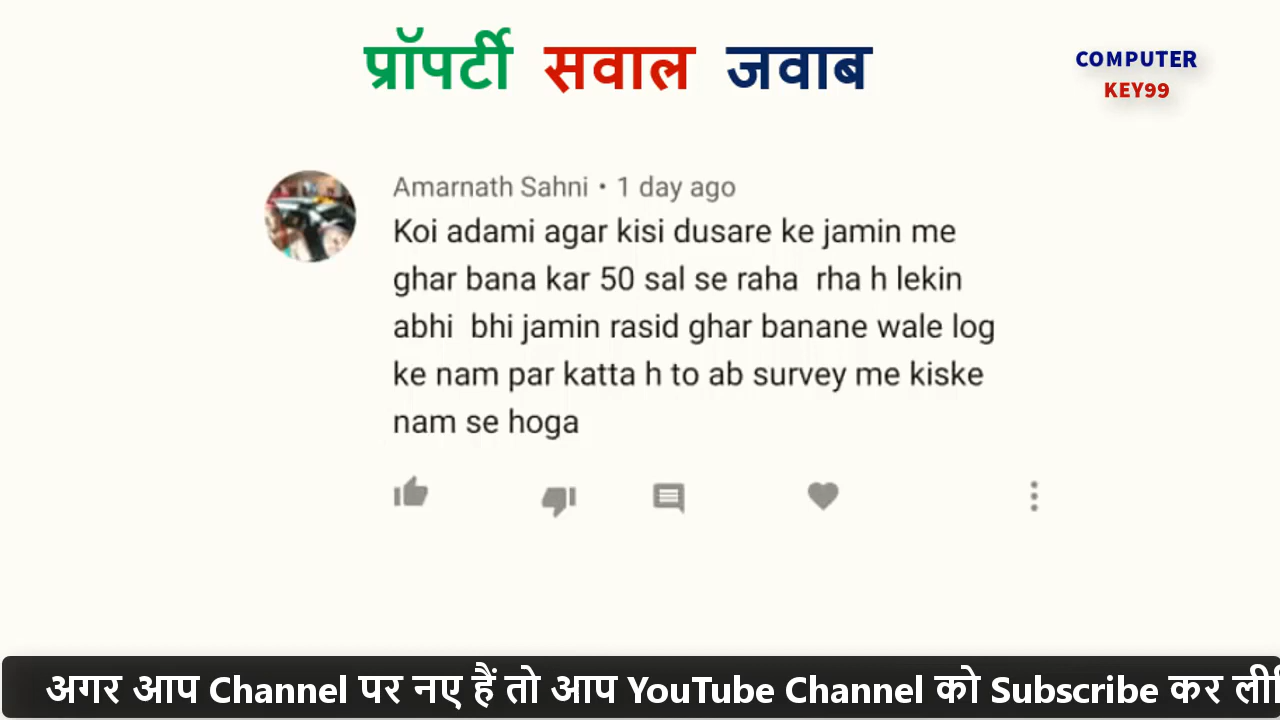 प्रॉपर्टी सवाल जवाब
COMPUTER
KEY99
Amarnath Sahni • 1 day ago
Koi adami agar kisi dusare ke jamin me
ghar bana kar 50 sal se raha rha h lekin
abhi bhi jamin rasid ghar banane wale log
ke nam par katta h to ab survey me kiske
nam se hoga
अगर आप Channel पर नए हैं तो आप YouTube Channel को Subscribe कर